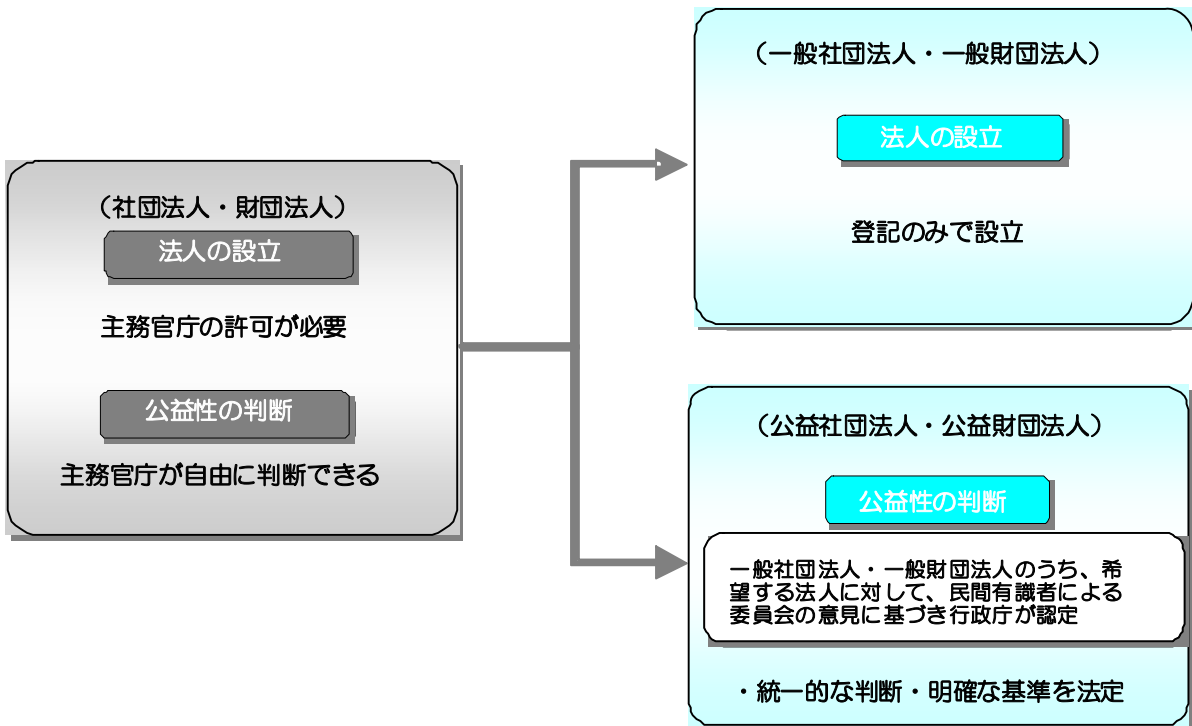 (社団法人・財団法人)
法人の設立
主務官庁の許可が必要
公益性の判断
主務官庁が自由に判断できる
(一般社団法人・一般財団法人)
法人の設立
登記のみで設立
(公益社団法人・公益財団法人)
公益性の判断
一般社団法人・一般財団法人のうち、希
望する法人に対して、民間有識者による
委員会の意見に基づき行政庁が認定
・統一的な判断・明確な基準を法定